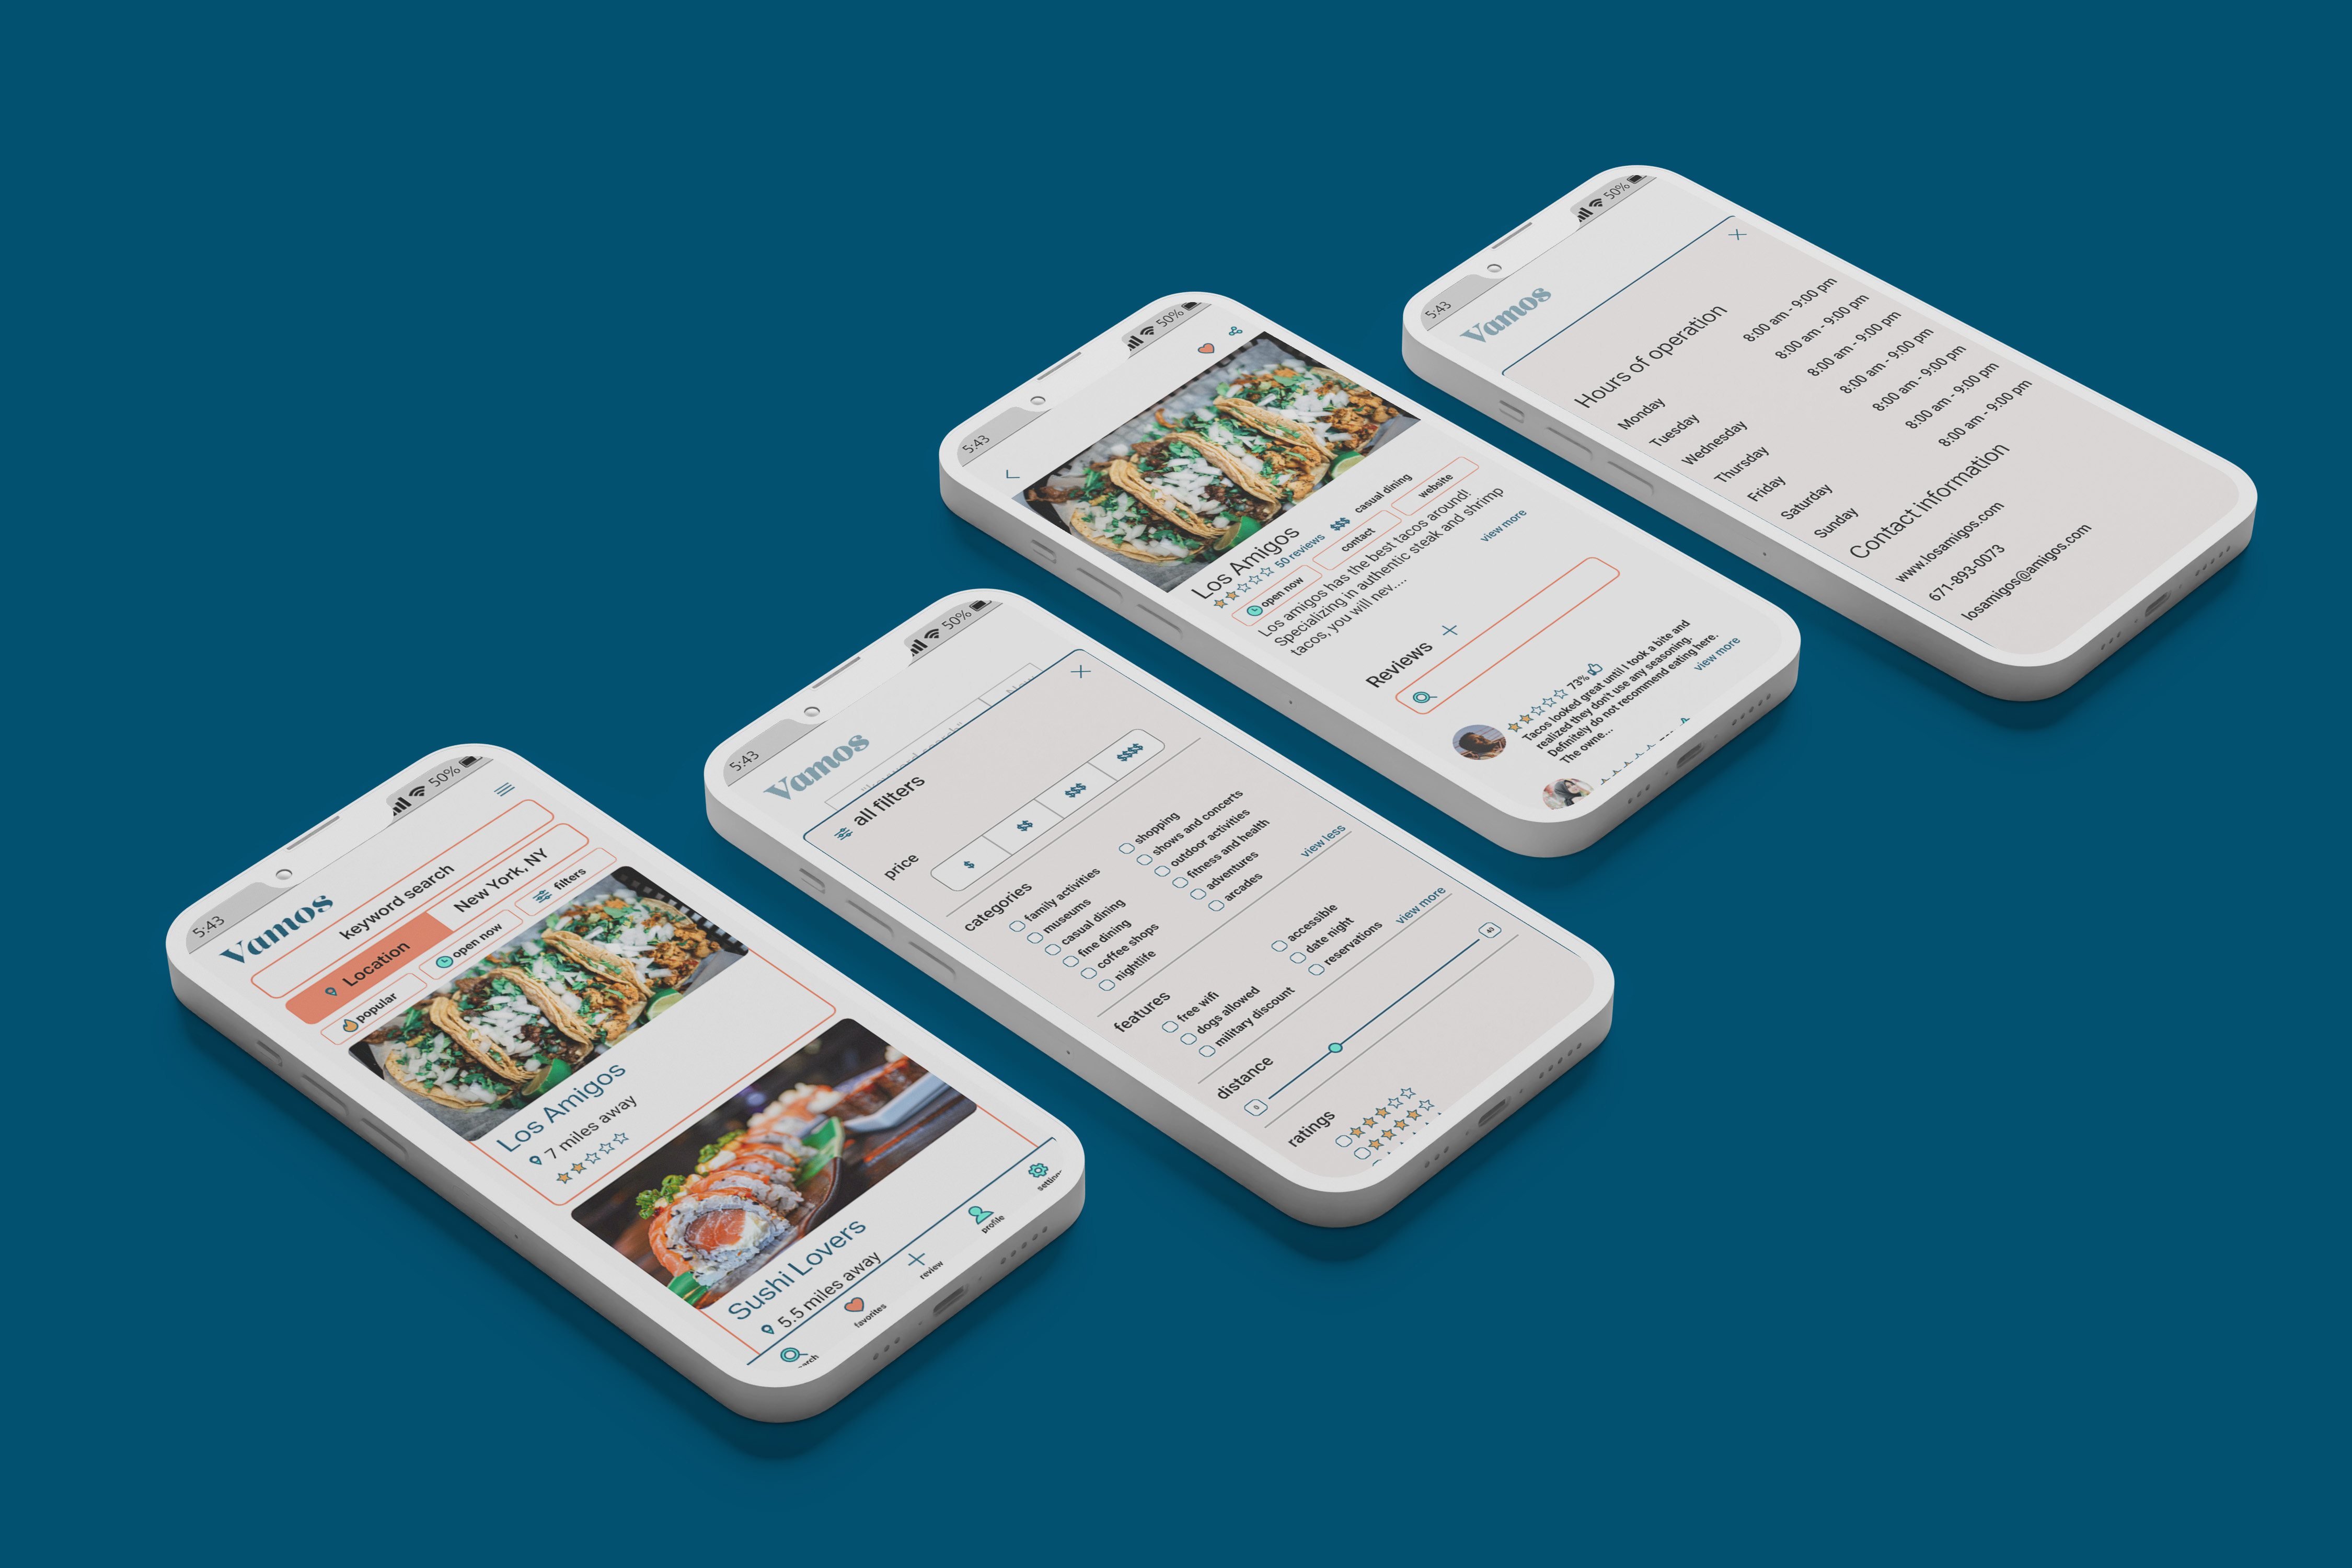 5:43
50%
Vamos
keyword search
Location
New York, NY
popular
open now
filters
Los Amigos
7 miles away
Sushi Lovers
5.5 miles away
favorites
review
profile
5:43
50%
Vamos
all filters
price
$
$$
$$$
$$$$
categories
family activities
museums
casual dining
fine dining
coffee shops
nightlife
shopping
shows and concerts
outdoor activities
fitness and health
adventures
arcades
view less
features
free wifi
dogs allowed
military discount
accessible
date night
reservations
view more
distance
0
ratings
5:43
50%
Los Amigos
50 reviews
$$$
casual dining
open now
contact
website
Los amigos has the best tacos around!
Specializing in authentic steak and shrimp
tacos, you will nev....
view more
Reviews
73%
Tacos looked great until I took a bite and
realized they don't use any seasoning.
Definitely do not recommend eating here.
The owne...
view more
5:43
50%
Vamos
Hours of operation
Monday 8:00 am - 9:00 pm
Tuesday 8:00 am - 9:00 pm
Wednesday 8:00 am - 9:00 pm
Thursday 8:00 am - 9:00 pm
Friday 8:00 am - 9:00 pm
Saturday 8:00 am - 9:00 pm
Sunday 8:00 am - 9:00 pm
Contact information
www.losamigos.com
671-893-0073
losamigos@amigos.com